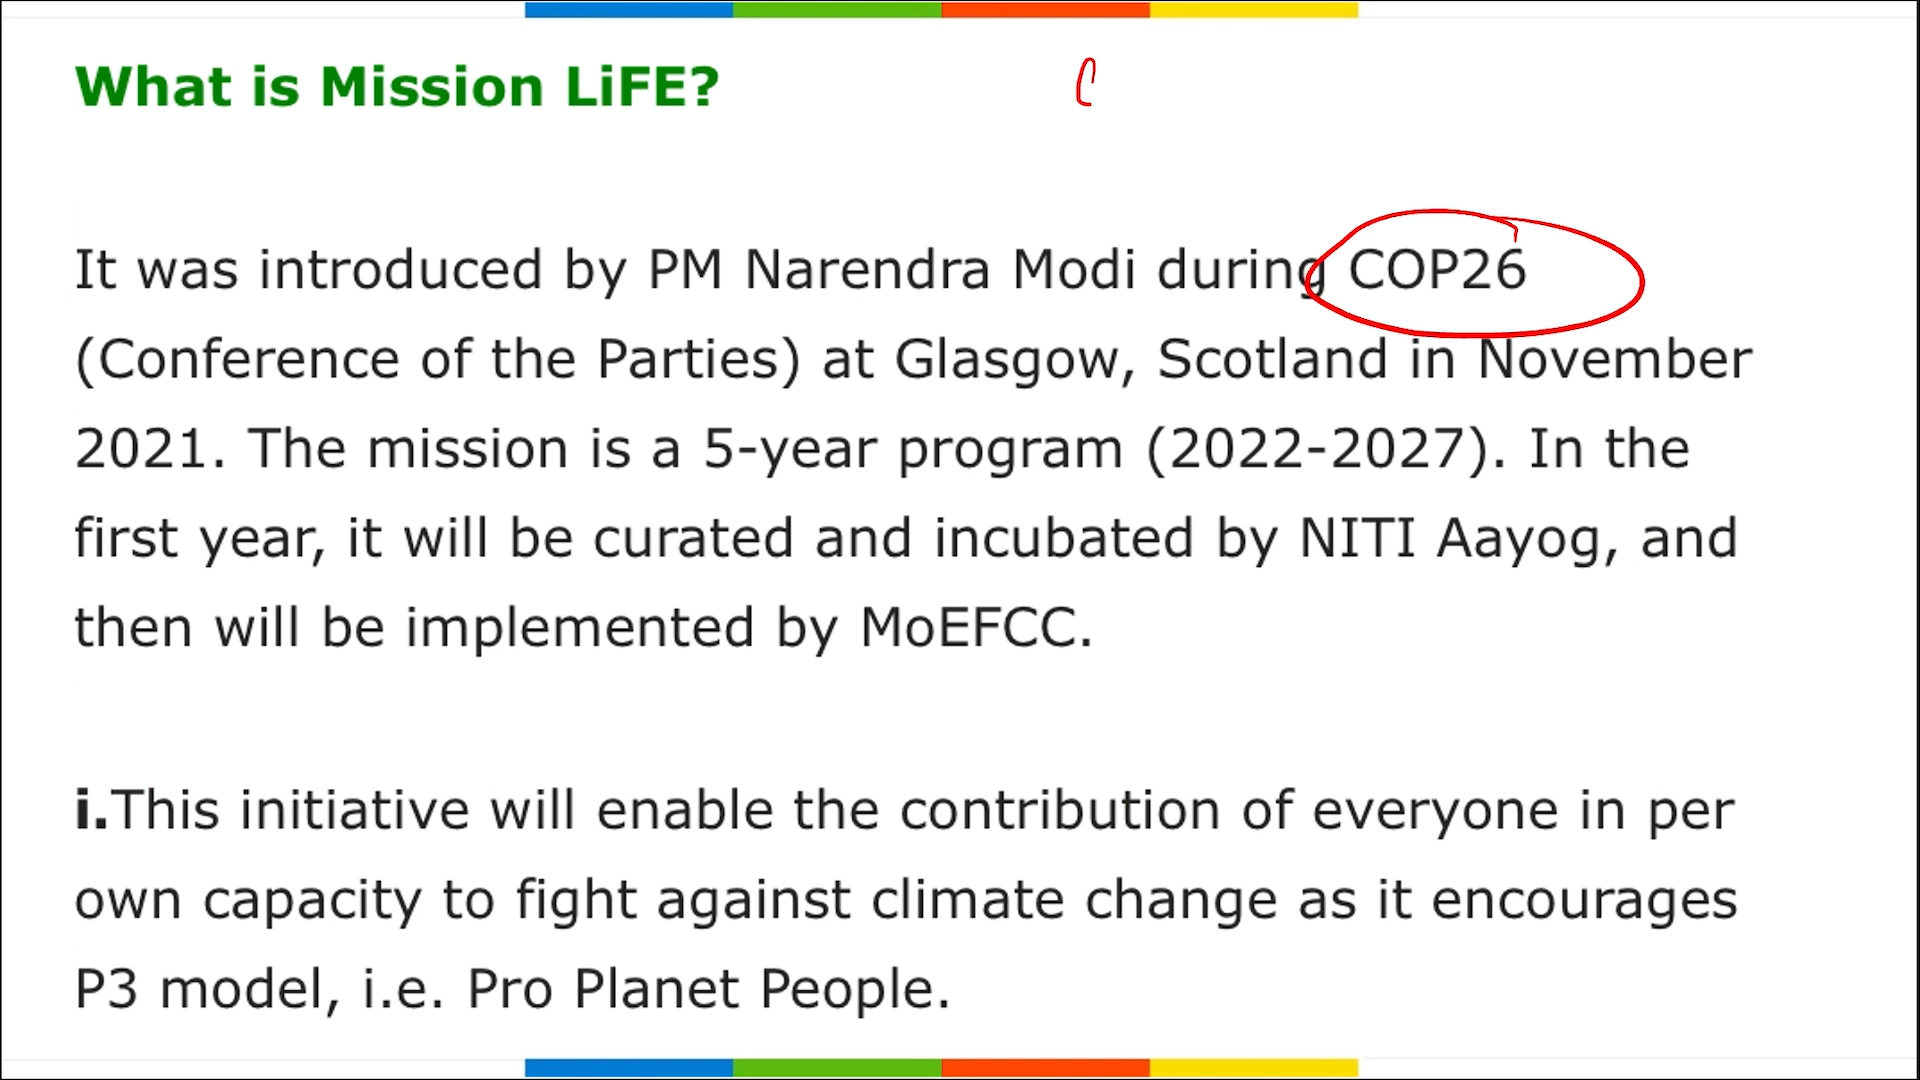 What is Mission LiFE?
It was introduced by PM Narendra Modi during COP26
(Conference of the Parties) at Glasgow, Scotland in November
2021. The mission is a 5-year program (2022-2027). In the
first year, it will be curated and incubated by NITI Aayog, and
then will be implemented by MoEFCC.
i.This initiative will enable the contribution of everyone in per
own capacity to fight against climate change as it encourages
P3 model, i.e. Pro Planet People.